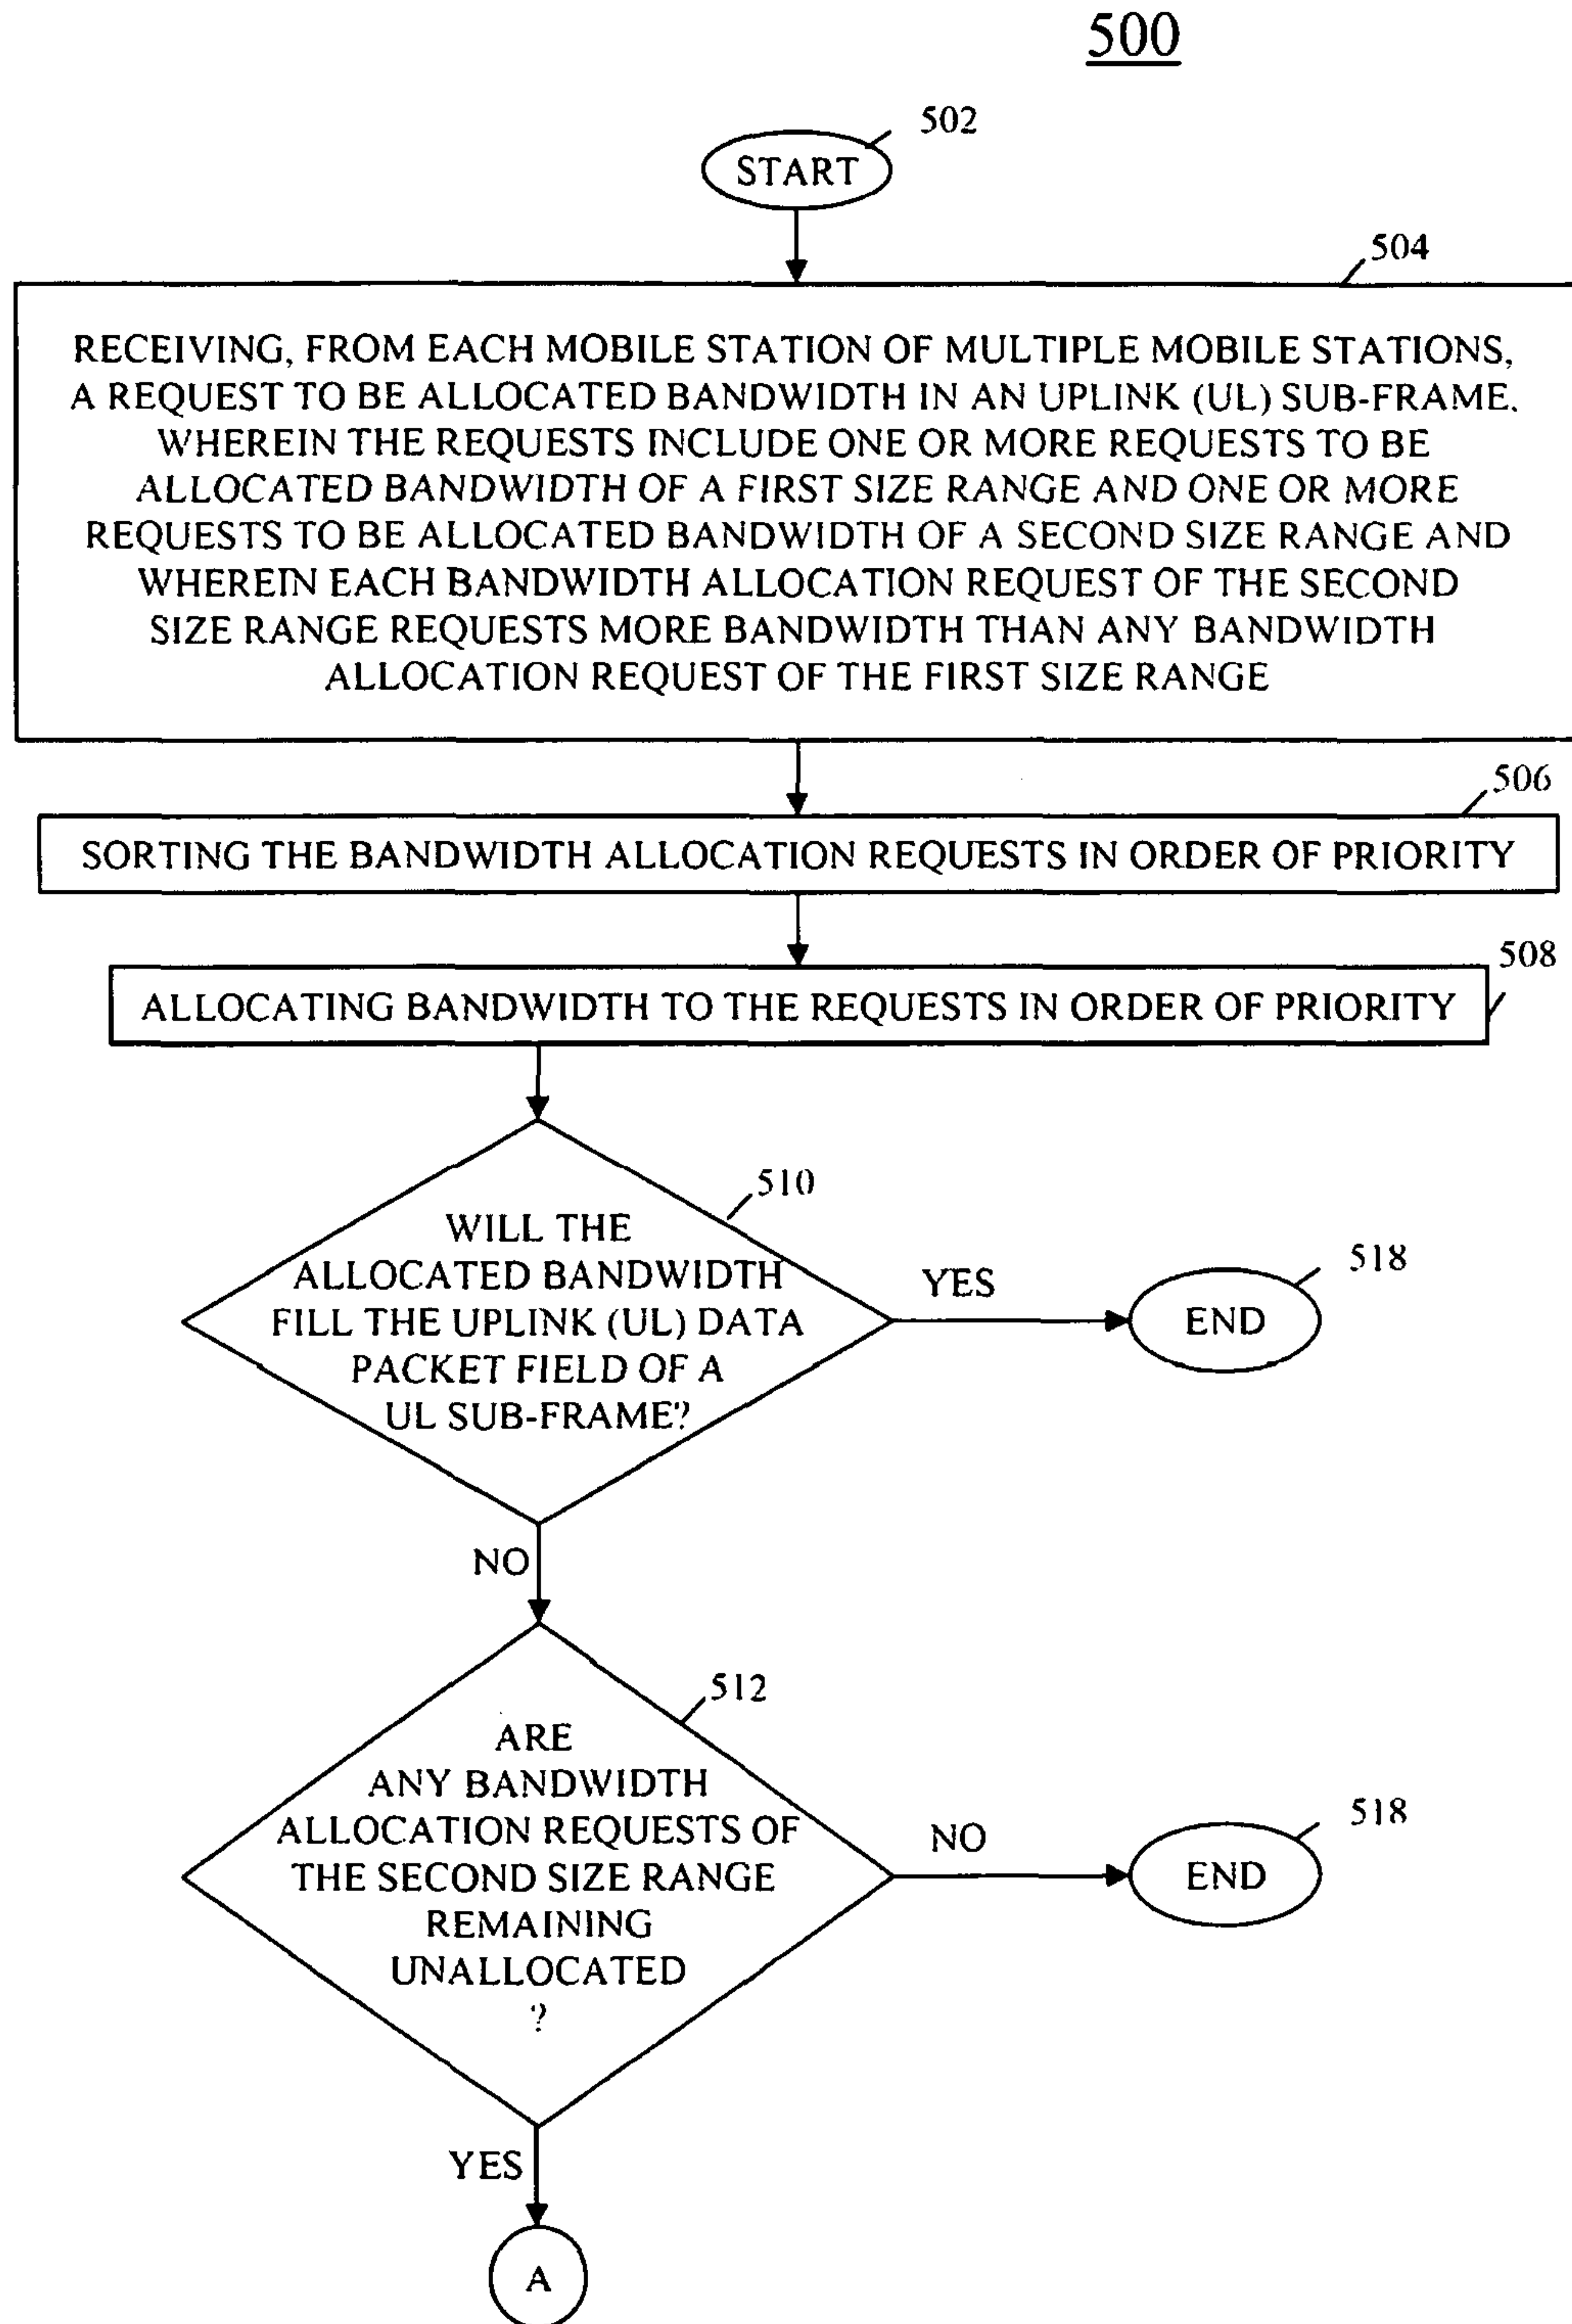 500
502
START
504
RECEIVING, FROM EACH MOBILE STATION OF MULTIPLE MOBILE STATIONS,
A REQUEST TO BE ALLOCATED BANDWIDTH IN AN UPLINK (UL) SUB-FRAME.
WHEREIN THE REQUESTS INCLUDE ONE OR MORE REQUESTS TO BE
ALLOCATED BANDWIDTH OF A FIRST SIZE RANGE AND ONE OR MORE
REQUESTS TO BE ALLOCATED BANDWIDTH OF A SECOND SIZE RANGE AND
WHEREIN EACH BANDWIDTH ALLOCATION REQUEST OF THE SECOND
SIZE RANGE REQUESTS MORE BANDWIDTH THAN ANY BANDWIDTH
ALLOCATION REQUEST OF THE FIRST SIZE RANGE
506
SORTING THE BANDWIDTH ALLOCATION REQUESTS IN ORDER OF PRIORITY
508
ALLOCATING BANDWIDTH TO THE REQUESTS IN ORDER OF PRIORITY
510
WILL THE
ALLOCATED BANDWIDTH
FILL THE UPLINK (UL) DATA
PACKET FIELD OF A
UL SUB-FRAME?
YES
518
END
NO
512
ARE
ANY BANDWIDTH
ALLOCATION REQUESTS OF
THE SECOND SIZE RANGE
REMAINING
UNALLOCATED
?
NO
518
END
YES
A